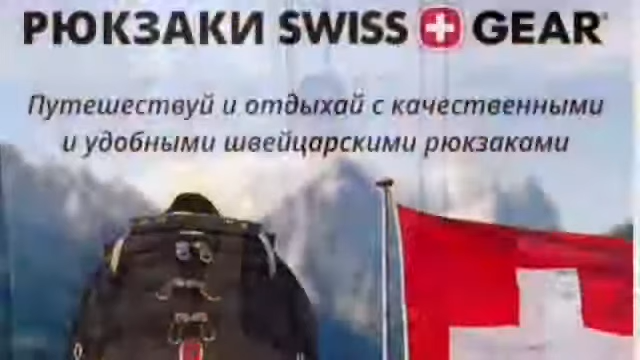 РЮКЗАКИ SWISS GEAR
Путешествуй и отдыхай с качественными
и удобными швейцарскими рюкзаками